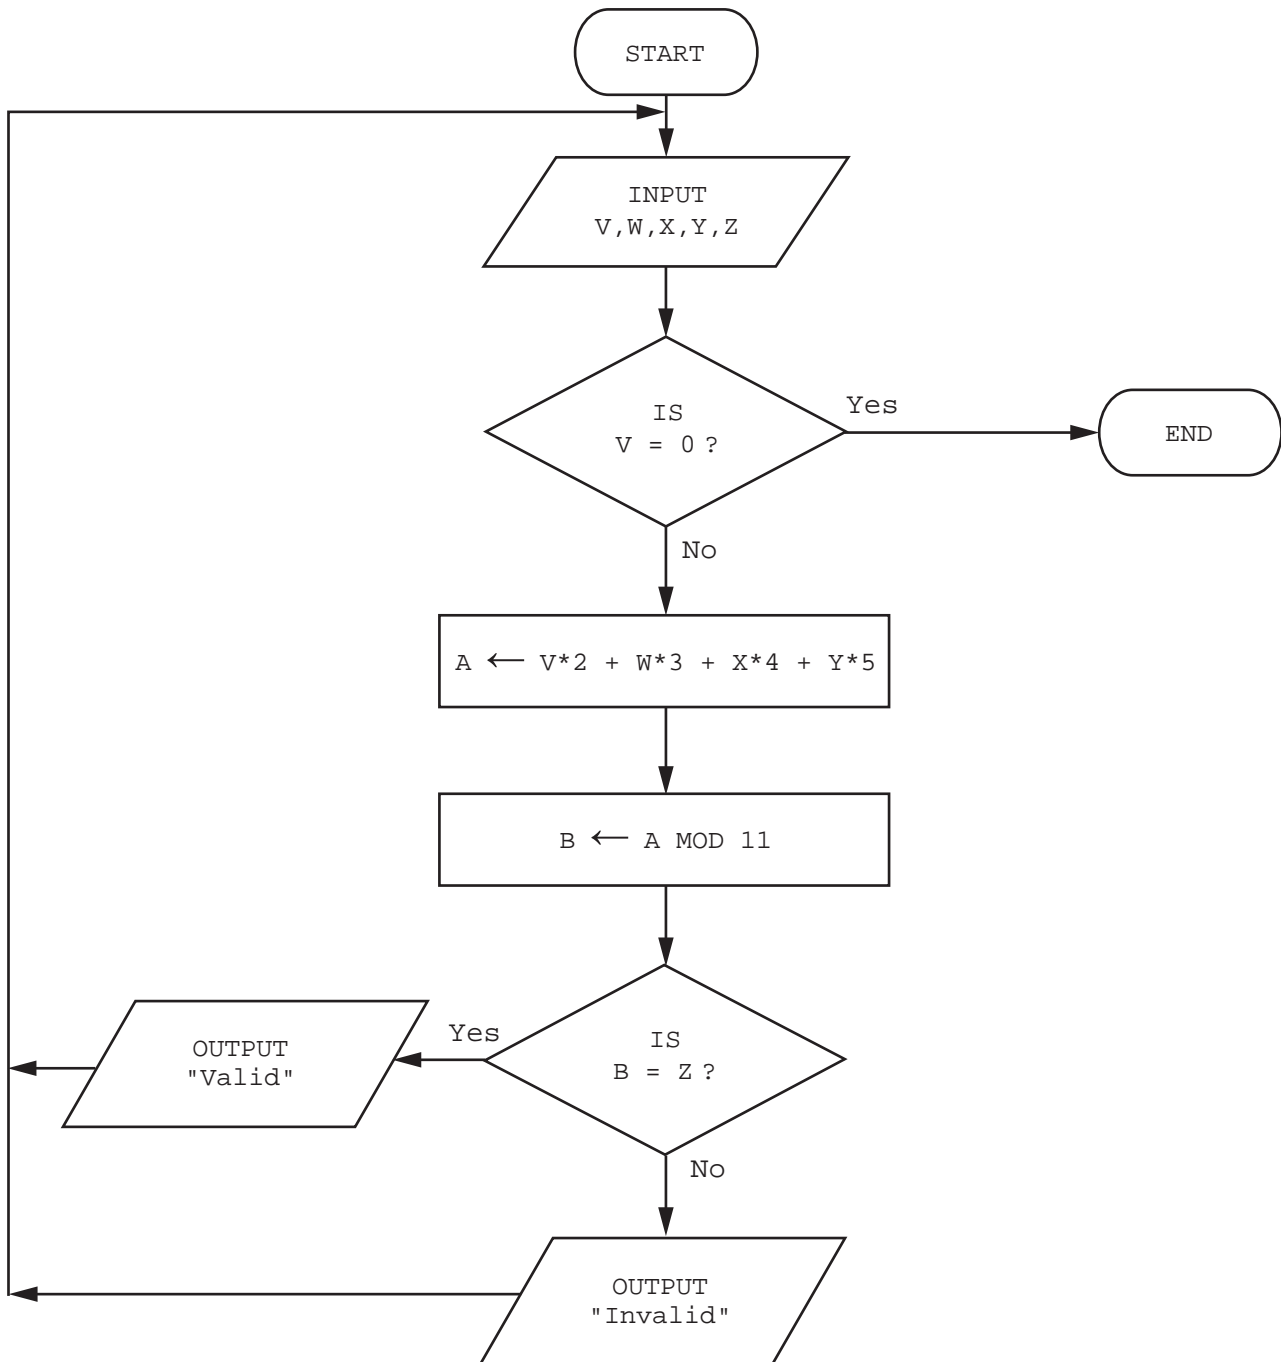 START
INPUT
V,W,X,Y,Z
IS
V = 0 ?
Yes
END
No
A ← V*2 + W*3 + X*4 + Y*5
B ← A MOD 11
IS
B = Z ?
Yes
OUTPUT
"Valid"
No
OUTPUT
"Invalid"